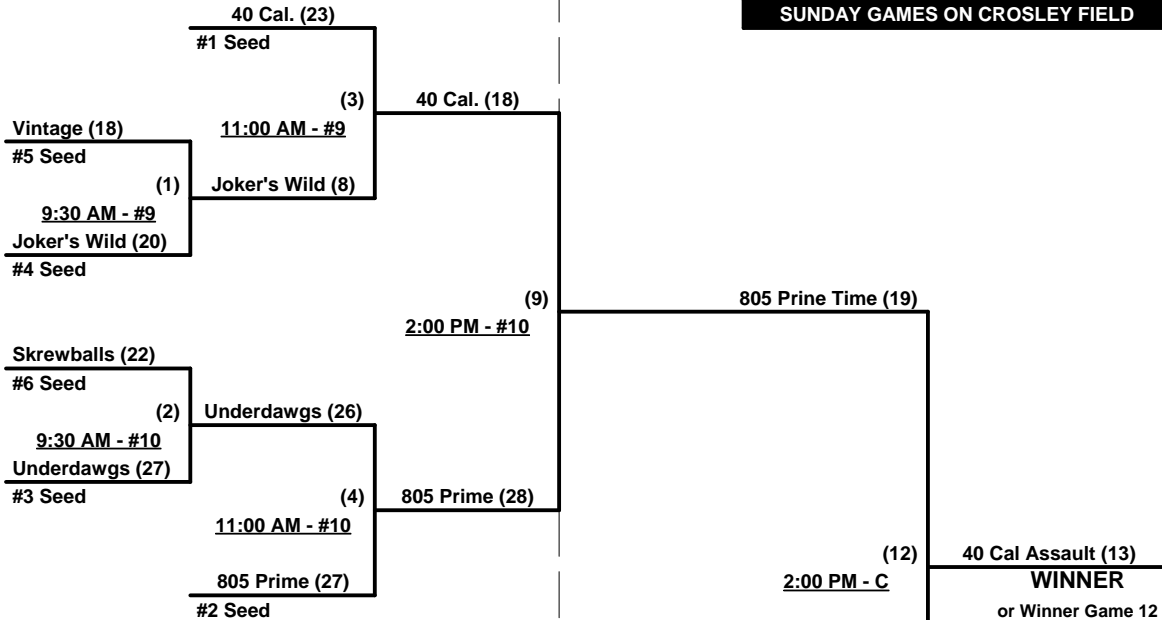 40 Cal. (23)
SUNDAY GAMES ON CROSLEY FIELD
#1 Seed
(3)
40 Cal. (18)
Vintage (18)
11:00 AM - #9
#5 Seed
(1)
Joker's Wild (8)
9:30 AM - #9
Joker's Wild (20)
#4 Seed
(9)
805 Prine Time (19)
2:00 PM - #10
Skrewballs (22)
#6 Seed
(2)
Underdawgs (26)
9:30 AM - #10
Underdawgs (27)
#3 Seed
(4)
805 Prime (28)
11:00 AM - #10
(12)
40 Cal Assault (13)
805 Prime (27)
2:00 PM - C
WINNER
#2 Seed
or Winner Game 12